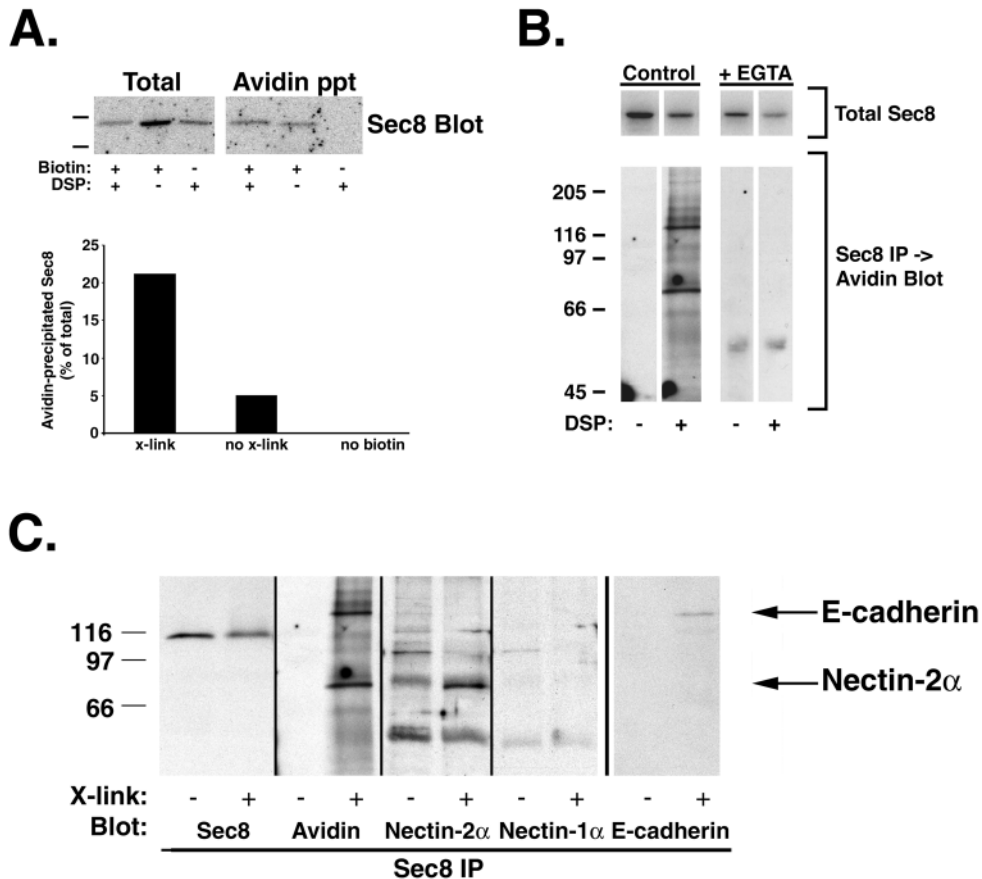 A.
Total Avidin ppt
Sec8 Blot
Biotin: + + - + + -
DSP: + - + + - +
Avidin-precipitated Sec8
(% of total)
25
20
15
10
5
0
x-link no x-link no biotin
B.
Control + EGTA
Total Sec8
205
116
97
66
45
Sec8 IP ->
Avidin Blot
DSP: - + - +
C.
116
97
66
E-cadherin
Nectin-2α
X-link: - + - + - + - + - +
Blot: Sec8 Avidin Nectin-2α Nectin-1α E-cadherin
Sec8 IP